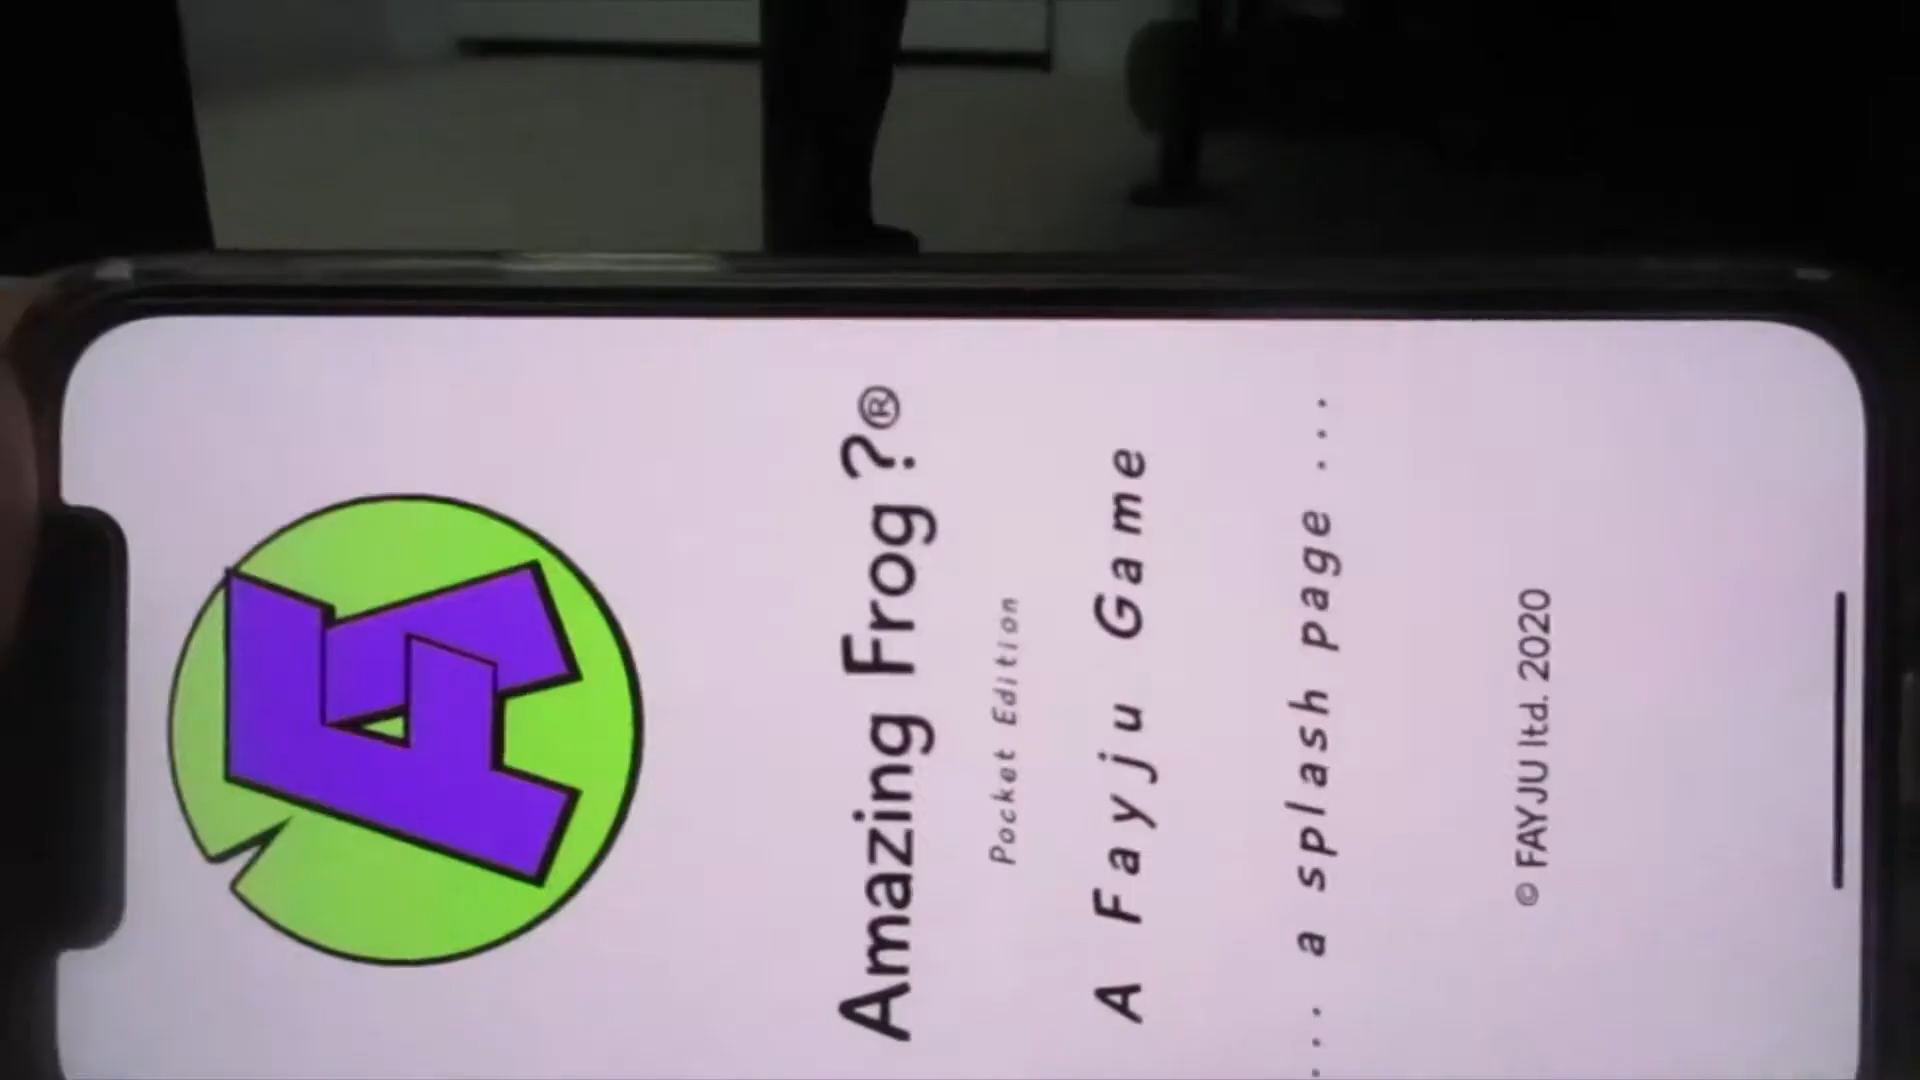 Amazing Frog ?®
Pocket Edition
A Fayju Game
... a splash page ...
© FAYJU ltd. 2020